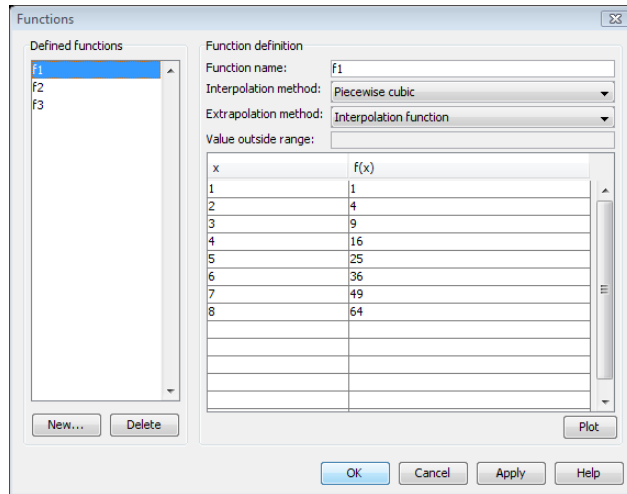 Functions
Defined functions
f1
f2
f3
New...
Delete
Function definition
Function name: f1
Interpolation method: Piecewise cubic
Extrapolation method: Interpolation function
Value outside range:
x f(x)
1 1
2 4
3 9
4 16
5 25
6 36
7 49
8 64
Plot
OK Cancel Apply Help